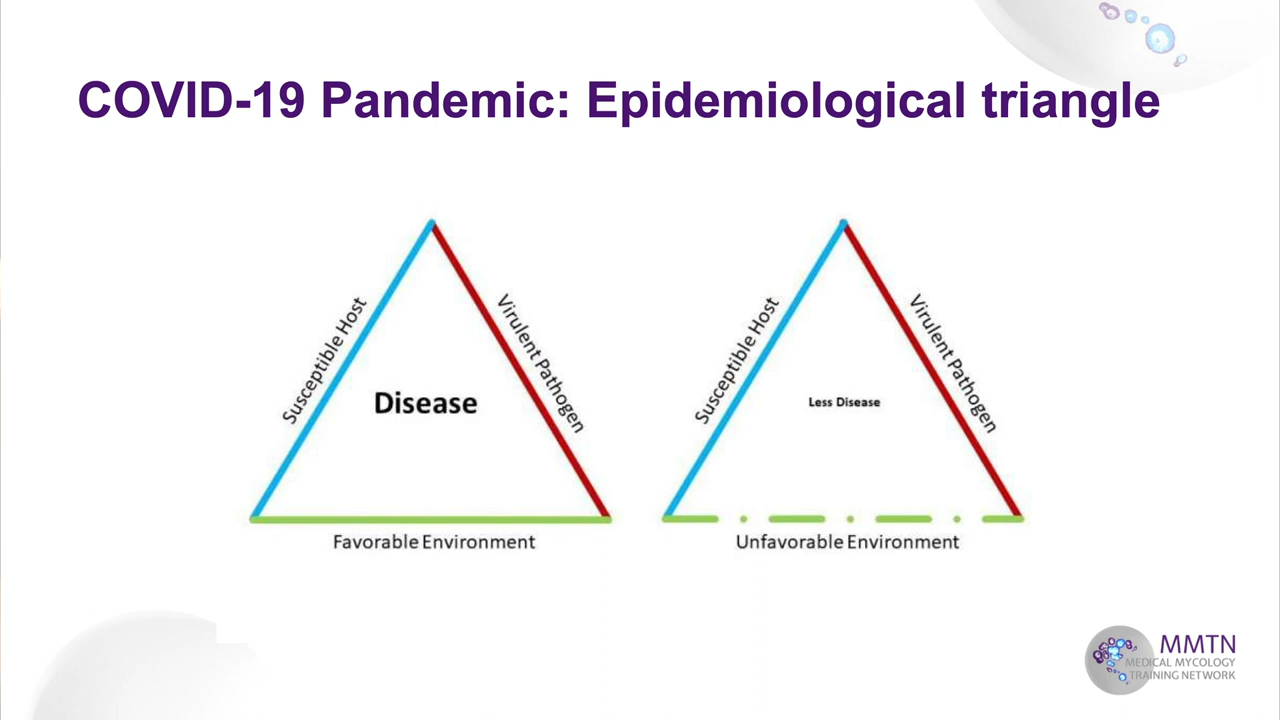 COVID-19 Pandemic: Epidemiological triangle
Susceptible Host
Virulent Pathogen
Disease
Favorable Environment
Susceptible Host
Virulent Pathogen
Less Disease
Unfavorable Environment
MMTN
MEDICAL MYCOLOGY
TRAINING NETWORK